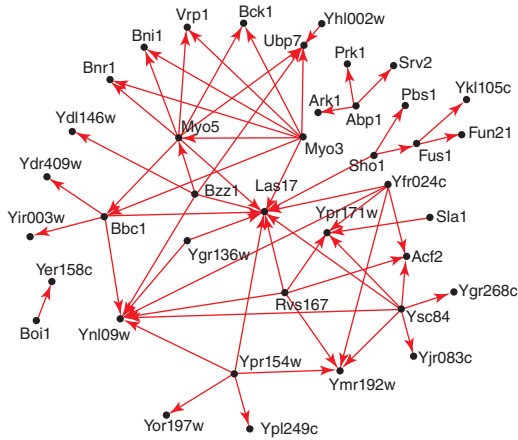 Vrp1
Bck1
Yhl002w
Bni1
Ubp7
Prk1
Srv2
Bnr1
Ykl105c
Ark1
Pbs1
Abp1
Ydl146w
Myo5
Myo3
Fun21
Sho1
Fus1
Ydr409w
Bzz1
Las17
Yfr024c
Yir003w
Bbc1
Ypr171w
Sla1
Ygr136w
Acf2
Yer158c
Ygr268c
Rvs167
Boi1
Ynl09w
Ysc84
Yjr083c
Ypr154w
Ymr192w
Yor197w
Ypl249c